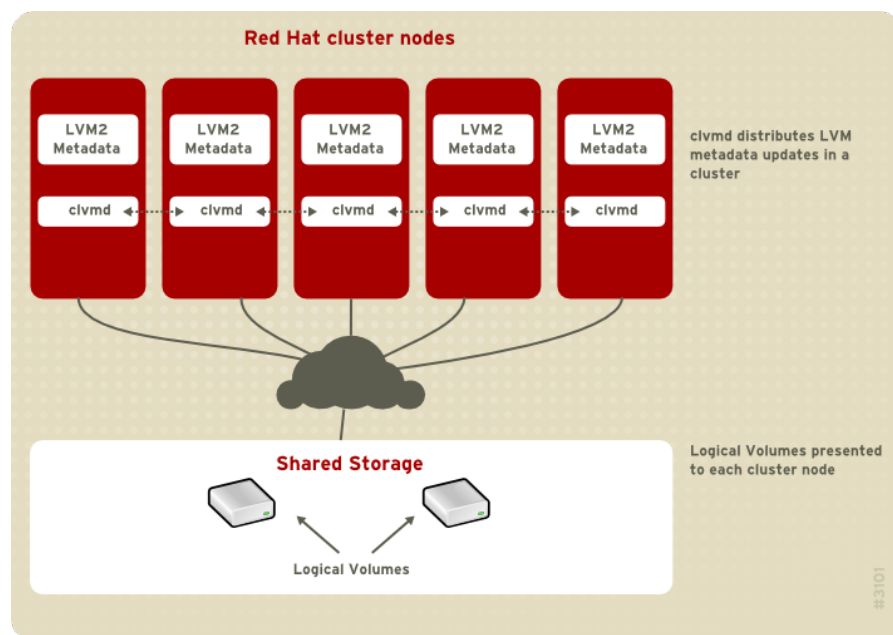 Red Hat cluster nodes
LVM2
Metadata
LVM2
Metadata
LVM2
Metadata
LVM2
Metadata
LVM2
Metadata
clvmd distributes LVM
metadata updates in a
cluster
clvmd
clvmd
clvmd
clvmd
clvmd
Shared Storage
Logical Volumes presented
to each cluster node
Logical Volumes
#3101